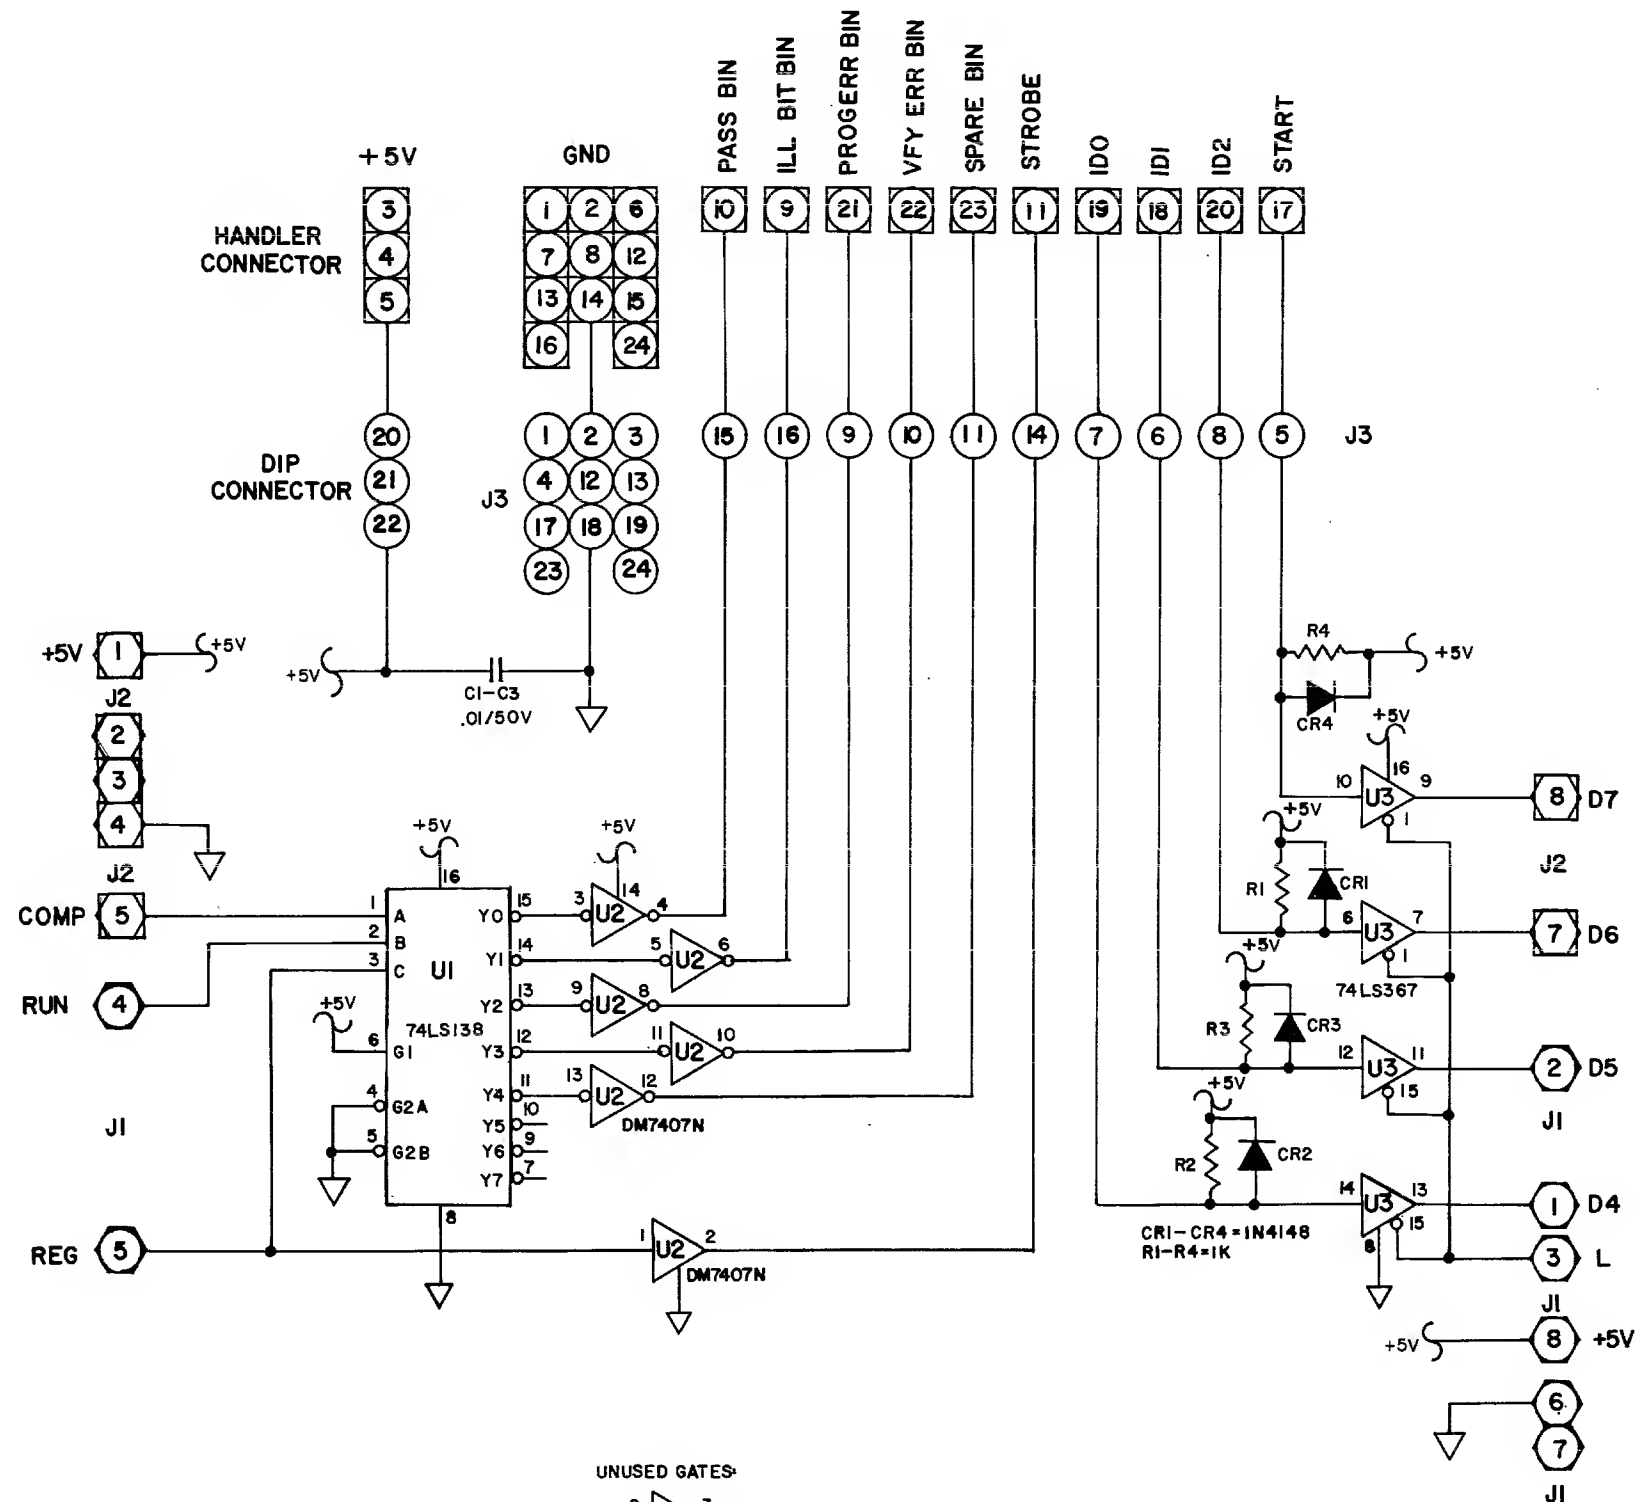 PASS BIN
ILL BIT BIN
PROGERR BIN
VFY ERR BIN
SPARE BIN
STROBE
ID0
ID1
ID2
START
+5V
GND
HANDLER
CONNECTOR
3
4
5
1 2 6
7 8 12
13 14 15
16 24
10 9 21 22 23 11 19 18 20 17
DIP
CONNECTOR
20
21
22
J3
1 2 3
4 12 13
17 18 19
23 24
15 16 9 10 11 14 7 6 8 5 J3
+5V 1 +5V
J2
2
3
4
J2
+5V
C1-C3
.01/50V
R4
+5V
CR4
+5V
16
10 U3 9
1
8 D7
J2
+5V
R1
CR1
6 U3 7
1
74LS367
7 D6
+5V
R3
CR3
12 U3 11
15
2 D5
J1
+5V
R2
CR2
14 U3 13
15
8
1 D4
CR1-CR4=1N4148
R1-R4=1K
3 L
J1
+5V 8 +5V
6
7
J1
COMP 5
RUN 4
J1
REG 5
+5V
16
1 A
2 B
3 C
U1
74LS138
+5V
6 G1
4 G2A
5 G2B
8
Y0 15
Y1 14
Y2 13
Y3 12
Y4 11
Y5 10
Y6 9
Y7 7
+5V
14
3 U2 4
5 U2 6
9 U2 8
11 U2 10
13 U2 12
DM7407N
1 U2 2
DM7407N
UNUSED GATES: